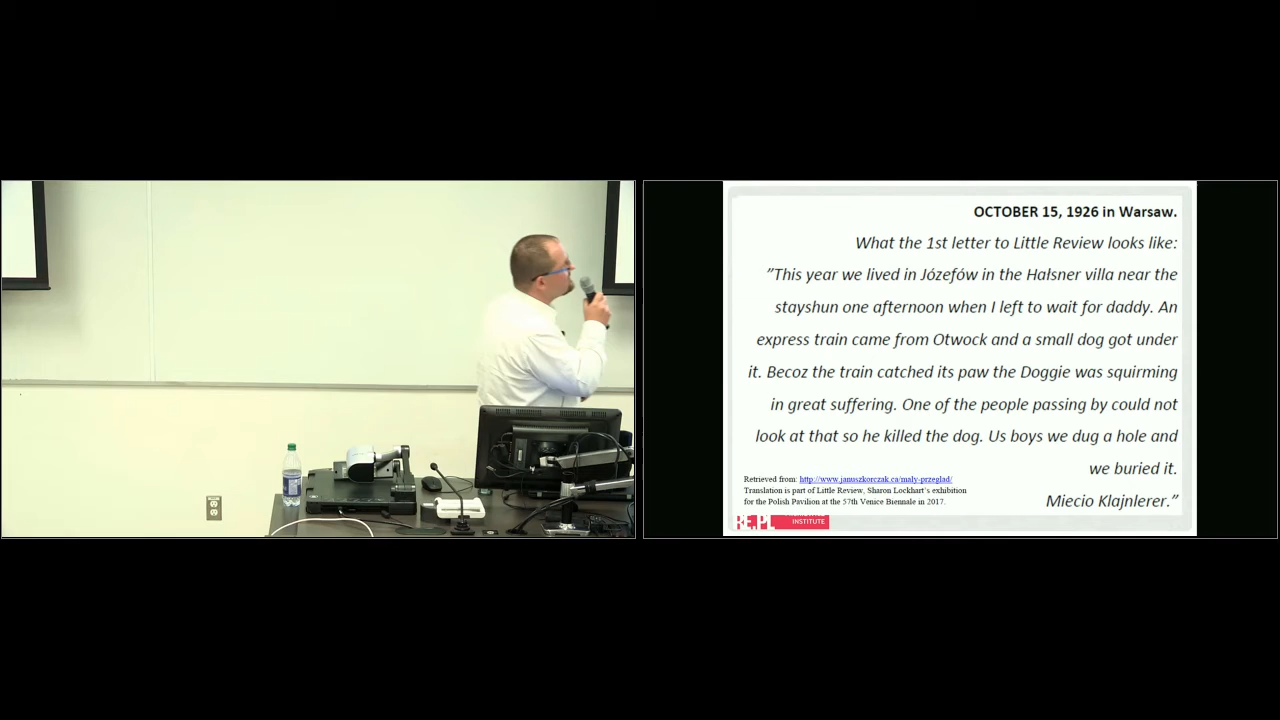 OCTOBER 15, 1926 in Warsaw.
What the 1st letter to Little Review looks like:
”This year we lived in Józefów in the Halsner villa near the
stayshun one afternoon when I left to wait for daddy. An
express train came from Otwock and a small dog got under
it. Becoz the train catched its paw the Doggie was squirming
in great suffering. One of the people passing by could not
look at that so he killed the dog. Us boys we dug a hole and
we buried it.
Miecio Klajnlerer.”
Retrieved from: http://www.januszkorczak.ca/maly-przeglad/
Translation is part of Little Review, Sharon Lockhart's exhibition
for the Polish Pavilion at the 57th Venice Biennale in 2017.
RE.PL
INSTITUTE